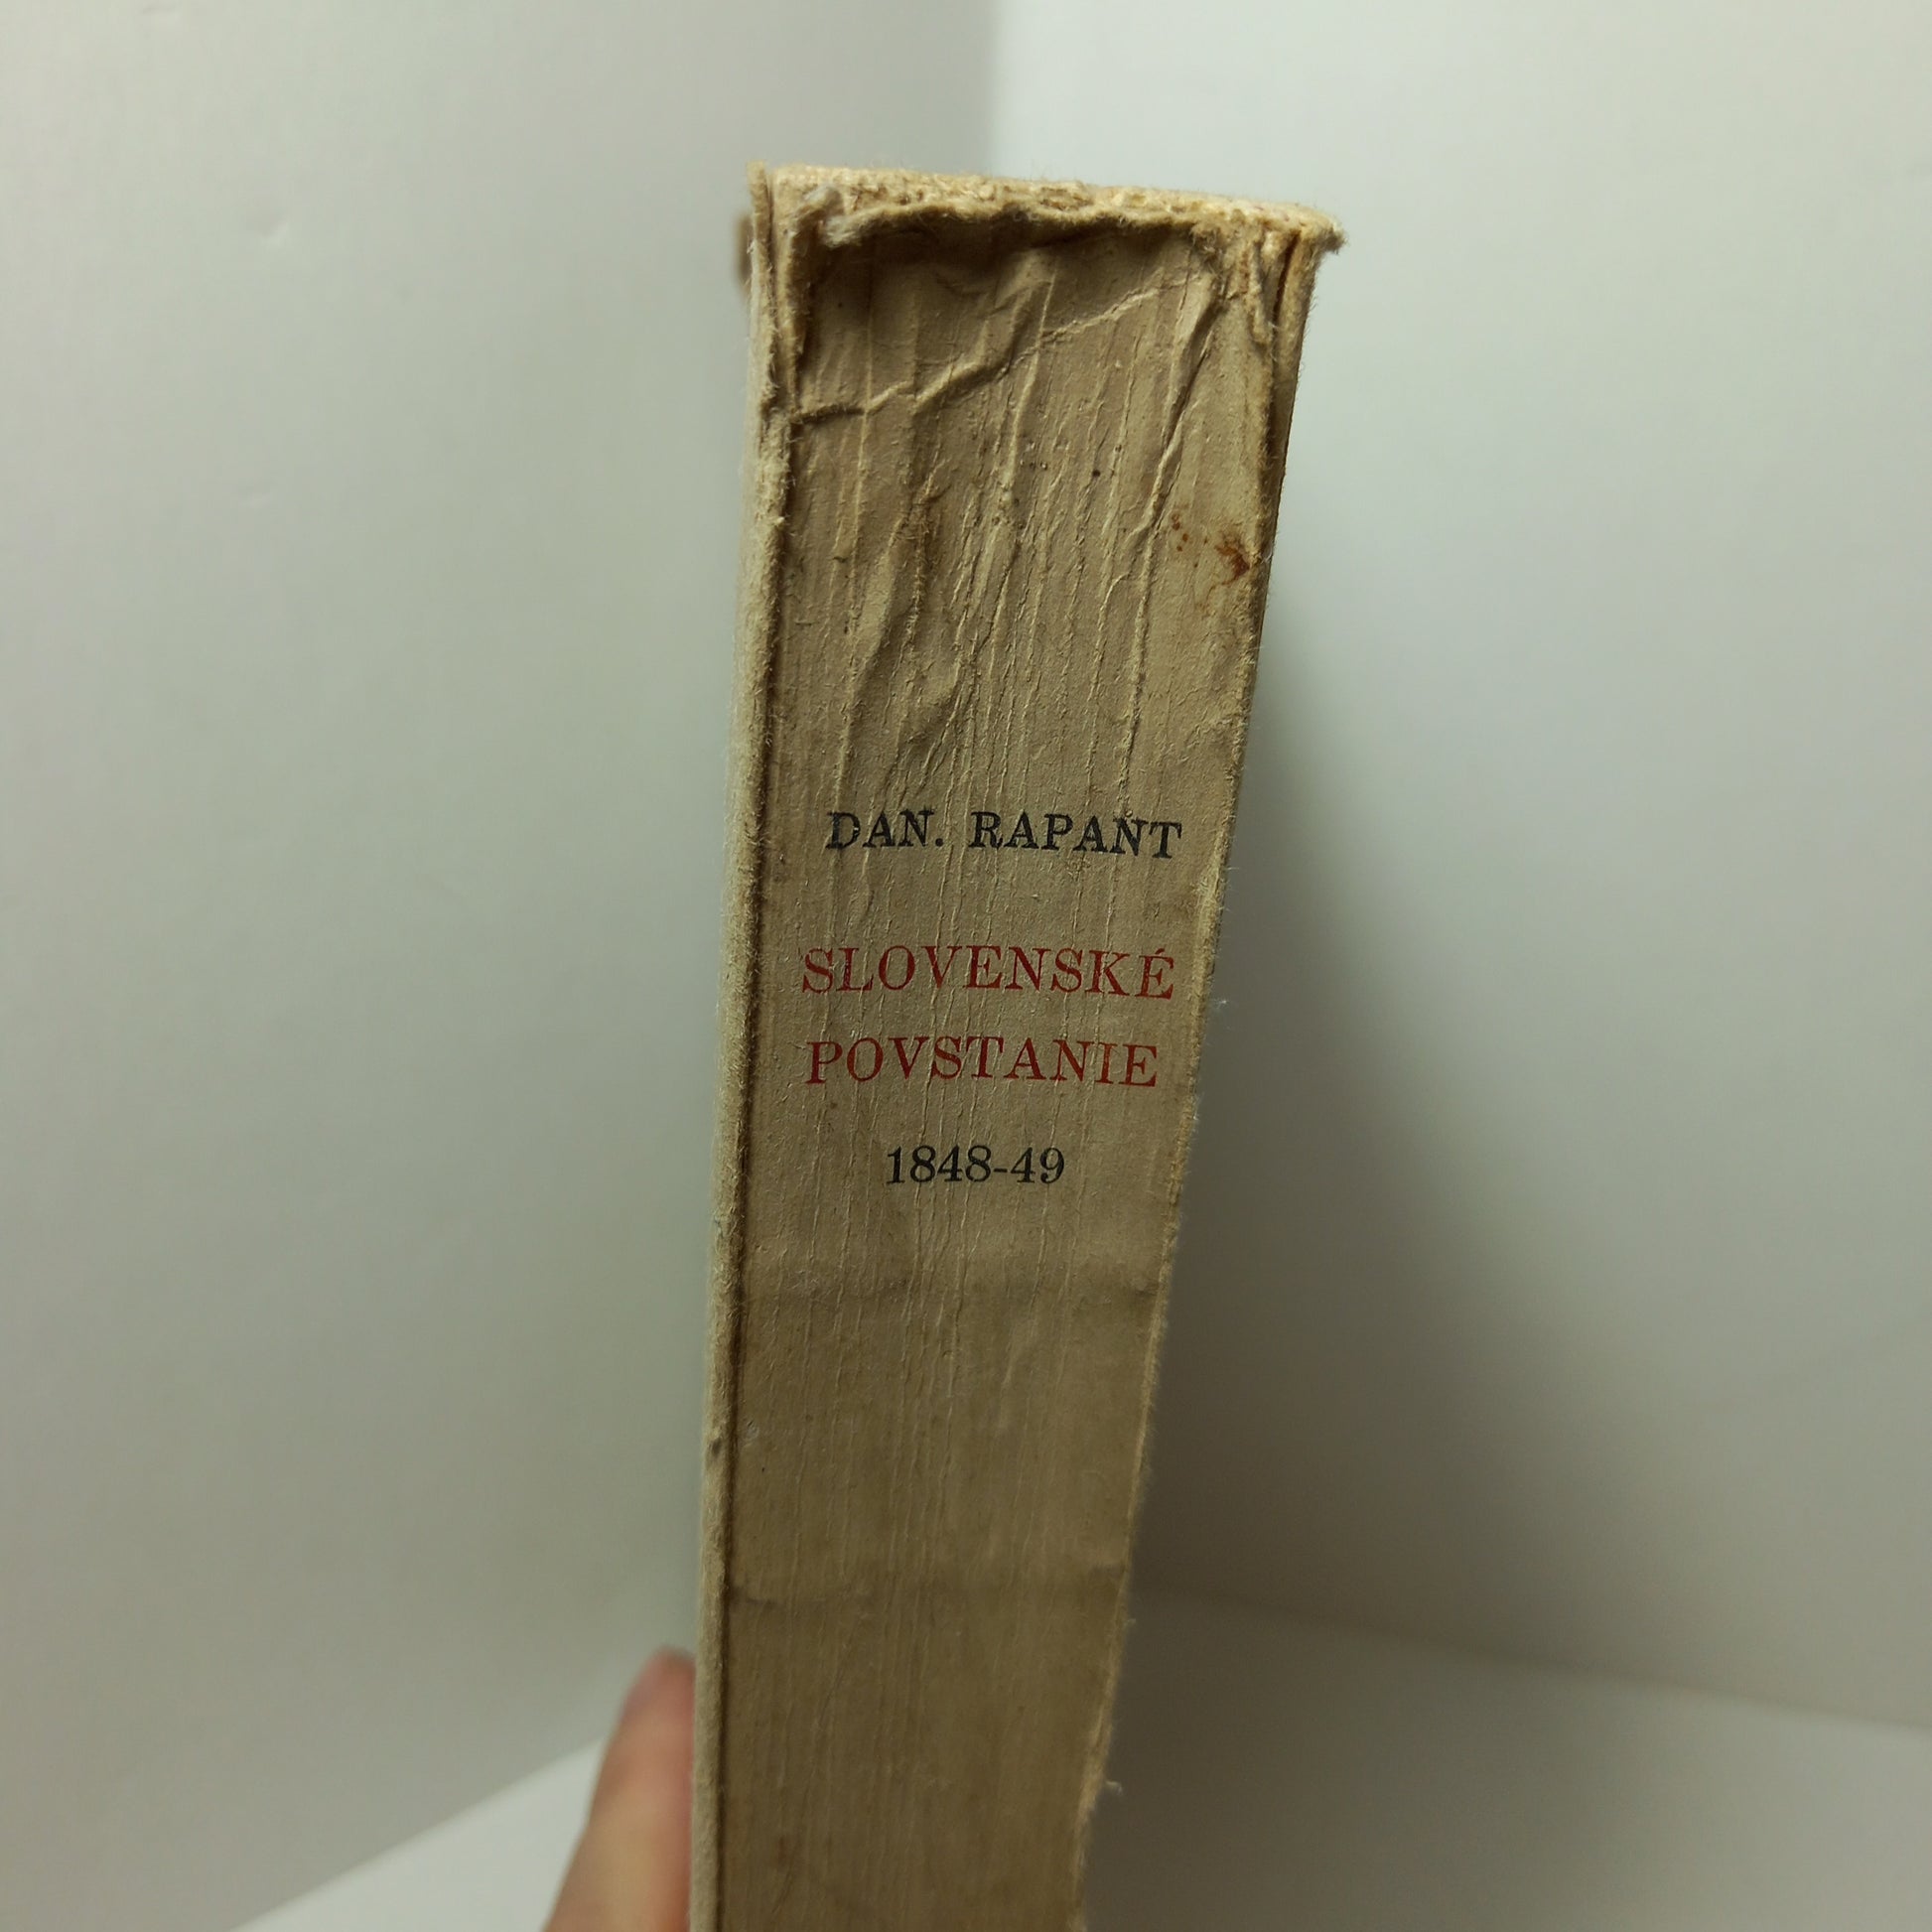 DAN. RAPANT
SLOVENSKÉ
POVSTANIE
1848-49